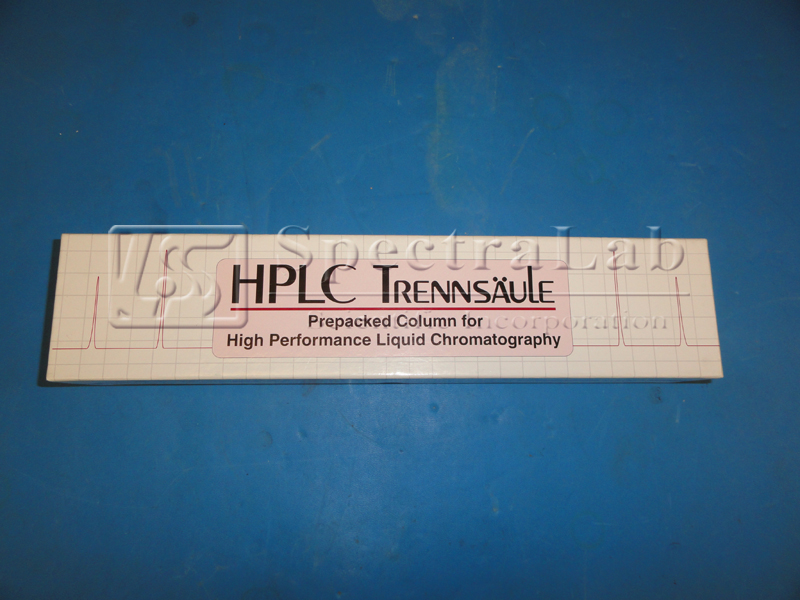 SpectraLab
HPLC TRENNSÄULE
Prepacked Column for
High Performance Liquid Chromatography